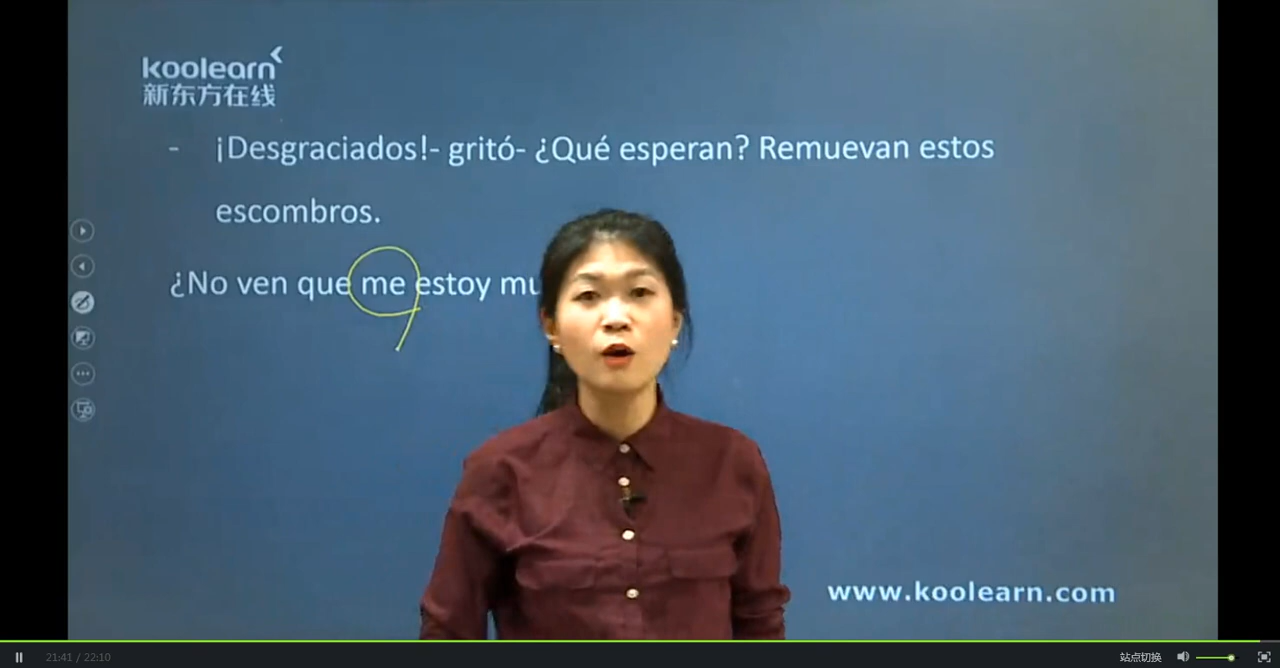 koolearn
新东方在线
- ¡Desgraciados!- gritó- ¿Qué esperan? Remuevan estos
escombros.
¿No ven que me estoy
www.koolearn.com
21:41 / 22:10
站点切换